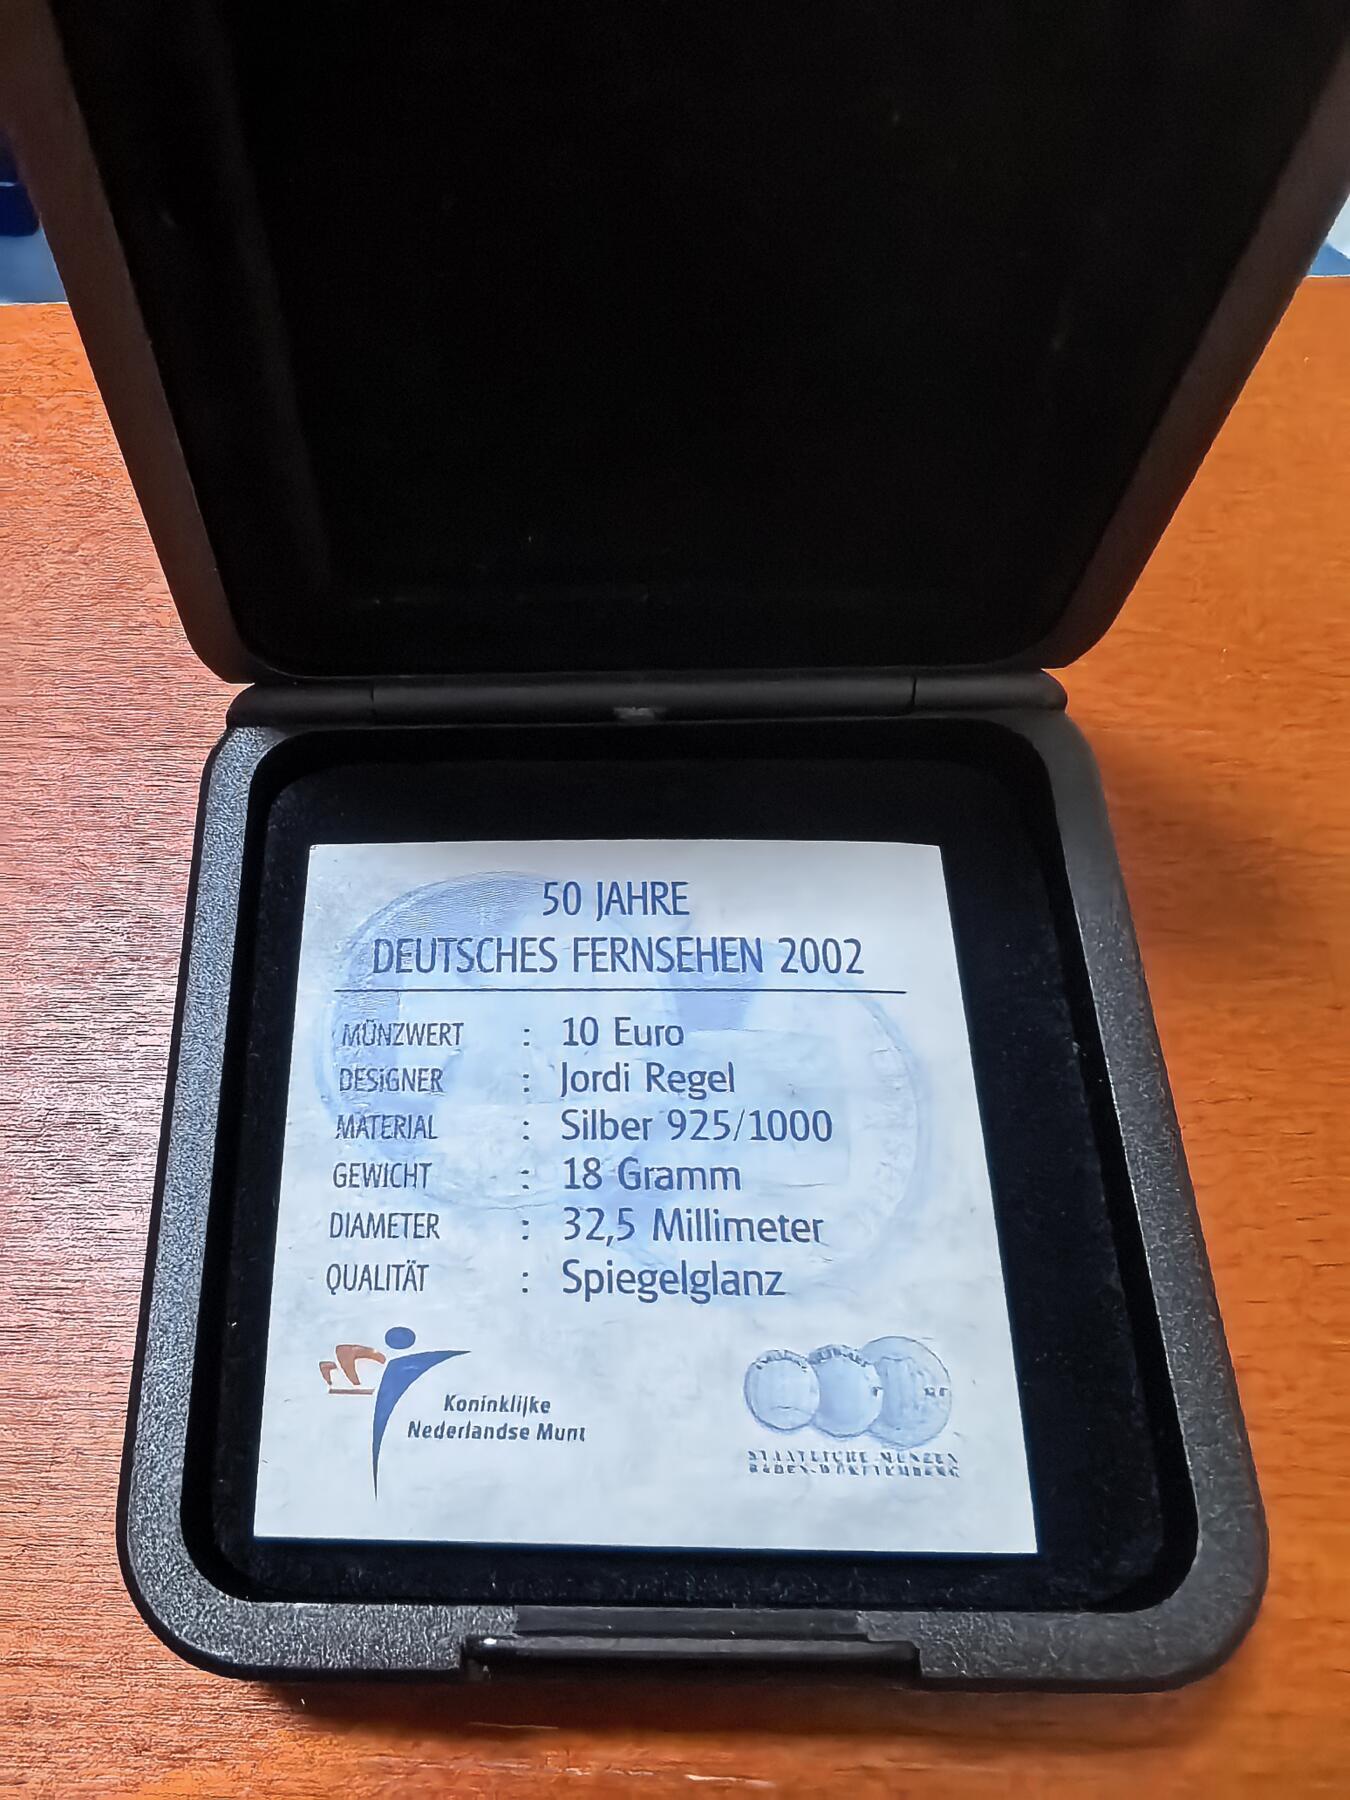 50 JAHRE
DEUTSCHES FERNSEHEN 2002
MÜNZWERT : 10 Euro
DESIGNER : Jordi Regel
MATERIAL : Silber 925/1000
GEWICHT : 18 Gramm
DIAMETER : 32,5 Millimeter
QUALITÄT : Spiegelglanz
Koninklijke
Nederlandse Munt
STAATLICHE MÜNZEN
BADEN-WÜRTTEMBERG